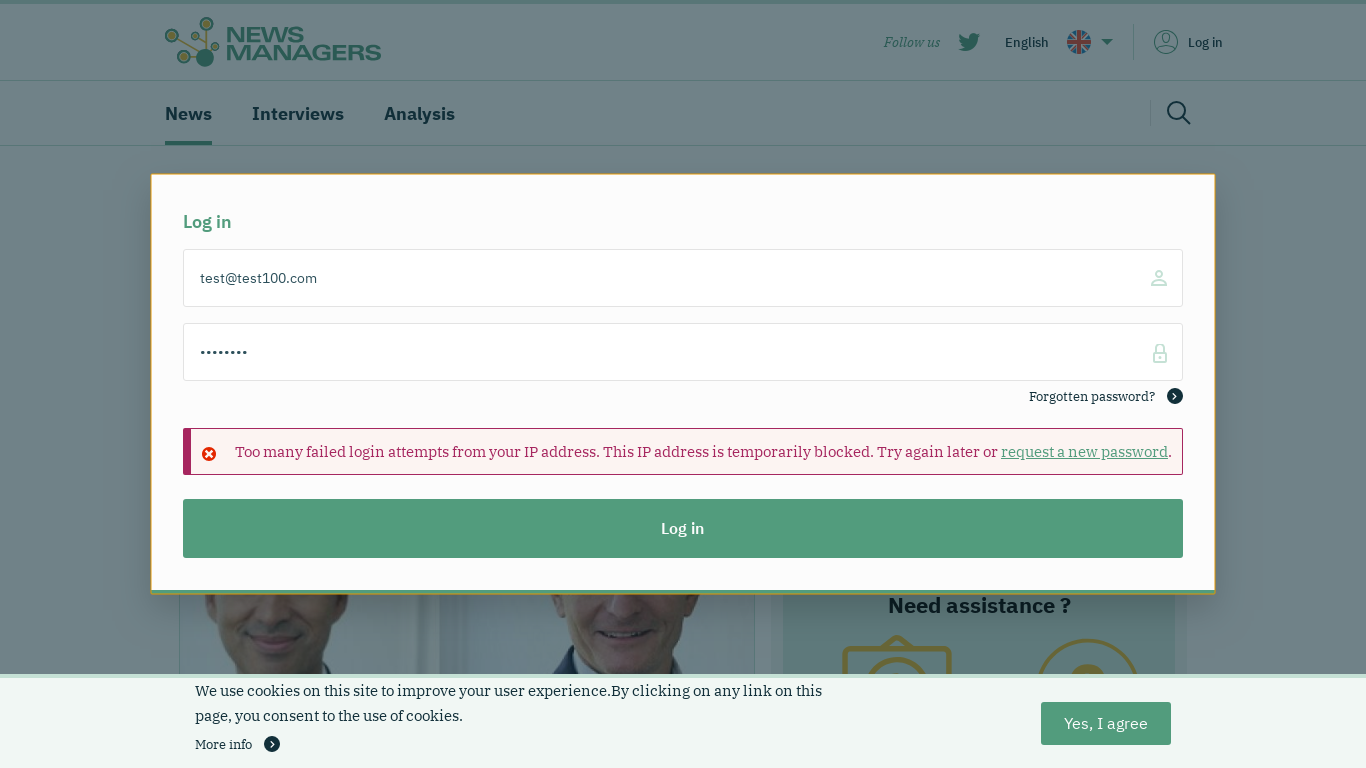 NEWS
MANAGERS
Follow us
English
Log in
News
Interviews
Analysis
Log in
test@test100.com
••••••••
Forgotten password?
Too many failed login attempts from your IP address. This IP address is temporarily blocked. Try again later or request a new password.
Log in
Need assistance ?
We use cookies on this site to improve your user experience.By clicking on any link on this
page, you consent to the use of cookies.
More info
Yes, I agree